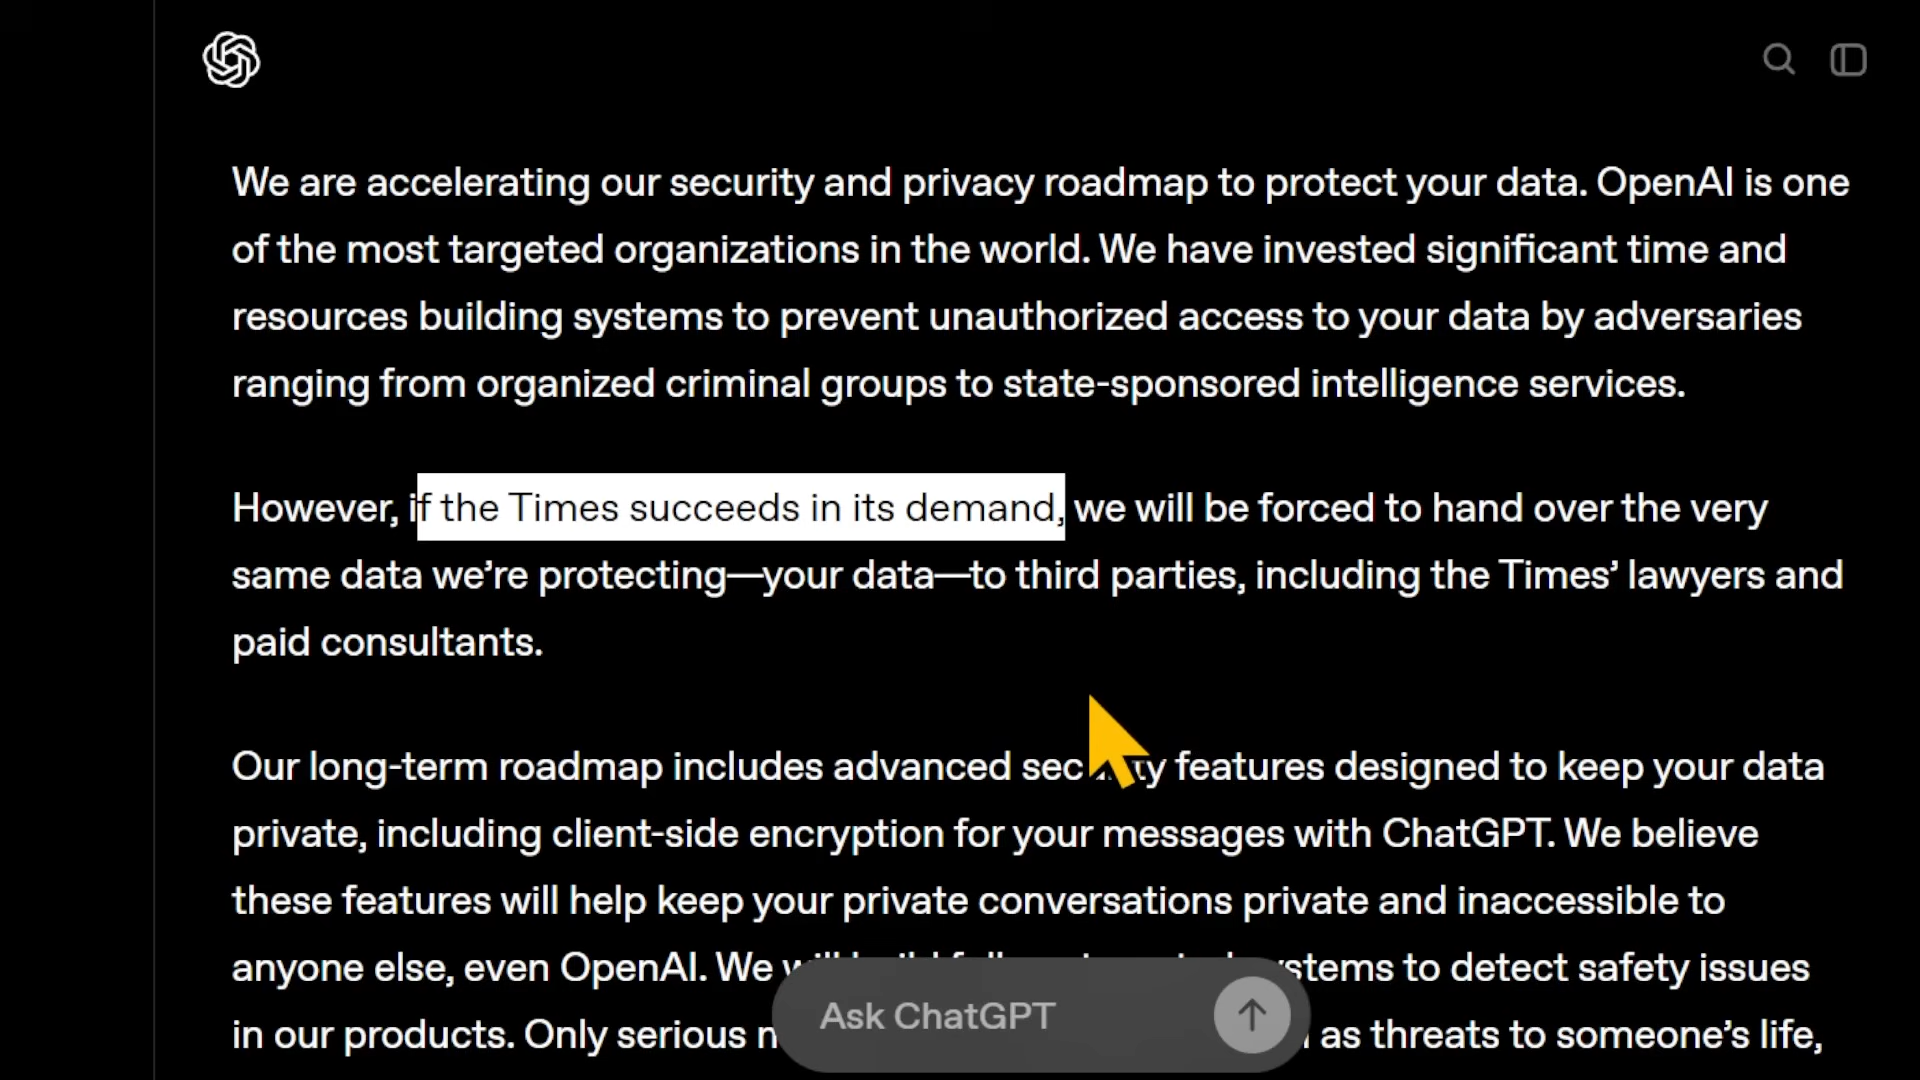 We are accelerating our security and privacy roadmap to protect your data. OpenAI is one
of the most targeted organizations in the world. We have invested significant time and
resources building systems to prevent unauthorized access to your data by adversaries
ranging from organized criminal groups to state-sponsored intelligence services.
However, if the Times succeeds in its demand, we will be forced to hand over the very
same data we’re protecting—your data—to third parties, including the Times’ lawyers and
paid consultants.
Our long-term roadmap includes advanced security features designed to keep your data
private, including client-side encryption for your messages with ChatGPT. We believe
these features will help keep your private conversations private and inaccessible to
anyone else, even OpenAI. We will build fully automated systems to detect safety issues
in our products. Only serious as threats to someone’s life,
Ask ChatGPT